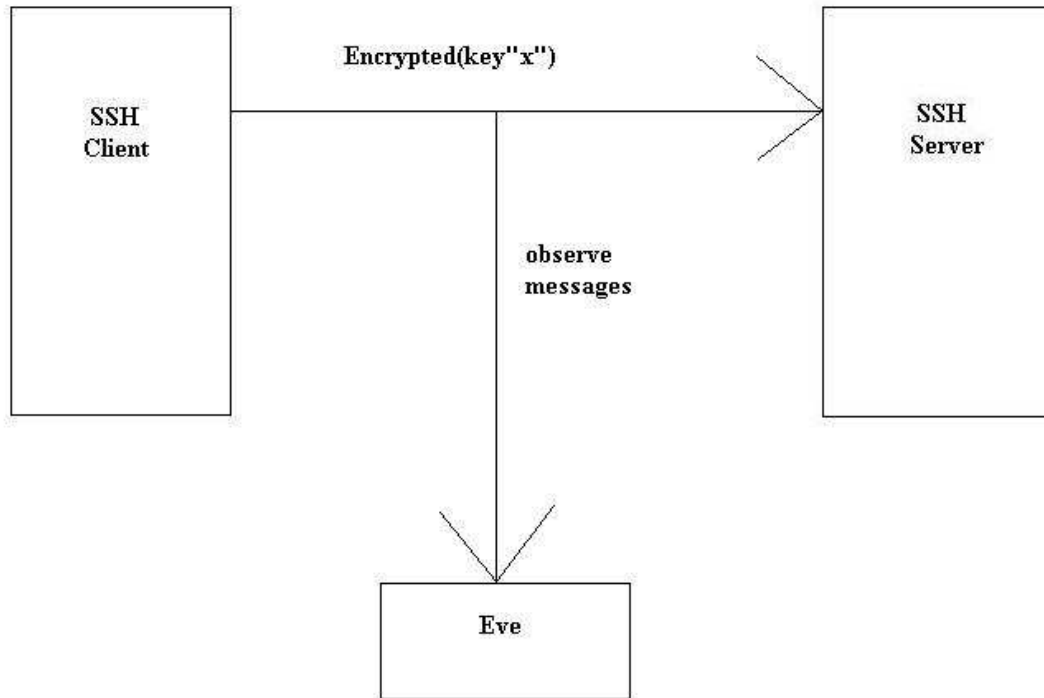 Encrypted(key"x")
SSH
Client
SSH
Server
observe
messages
Eve